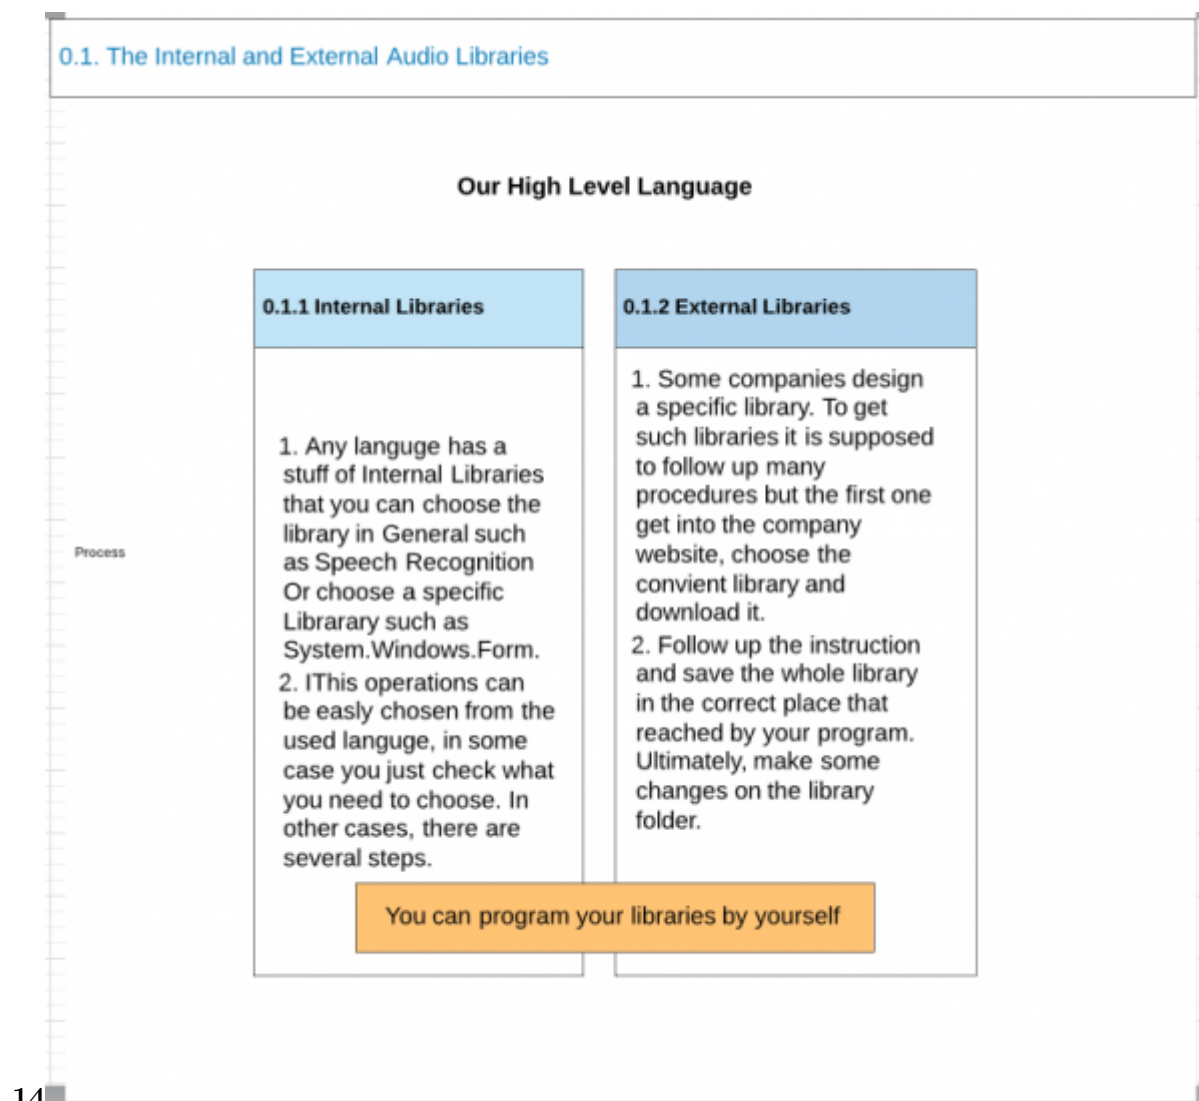 0.1. The Internal and External Audio Libraries
Our High Level Language
0.1.1 Internal Libraries
1. Any languge has a
stuff of Internal Libraries
that you can choose the
library in General such
as Speech Recognition
Or choose a specific
Librarary such as
System.Windows.Form.
2. IThis operations can
be easly chosen from the
used languge, in some
case you just check what
you need to choose. In
other cases, there are
several steps.
0.1.2 External Libraries
1. Some companies design
a specific library. To get
such libraries it is supposed
to follow up many
procedures but the first one
get into the company
website, choose the
convient library and
download it.
2. Follow up the instruction
and save the whole library
in the correct place that
reached by your program.
Ultimately, make some
changes on the library
folder.
Process
You can program your libraries by yourself
14